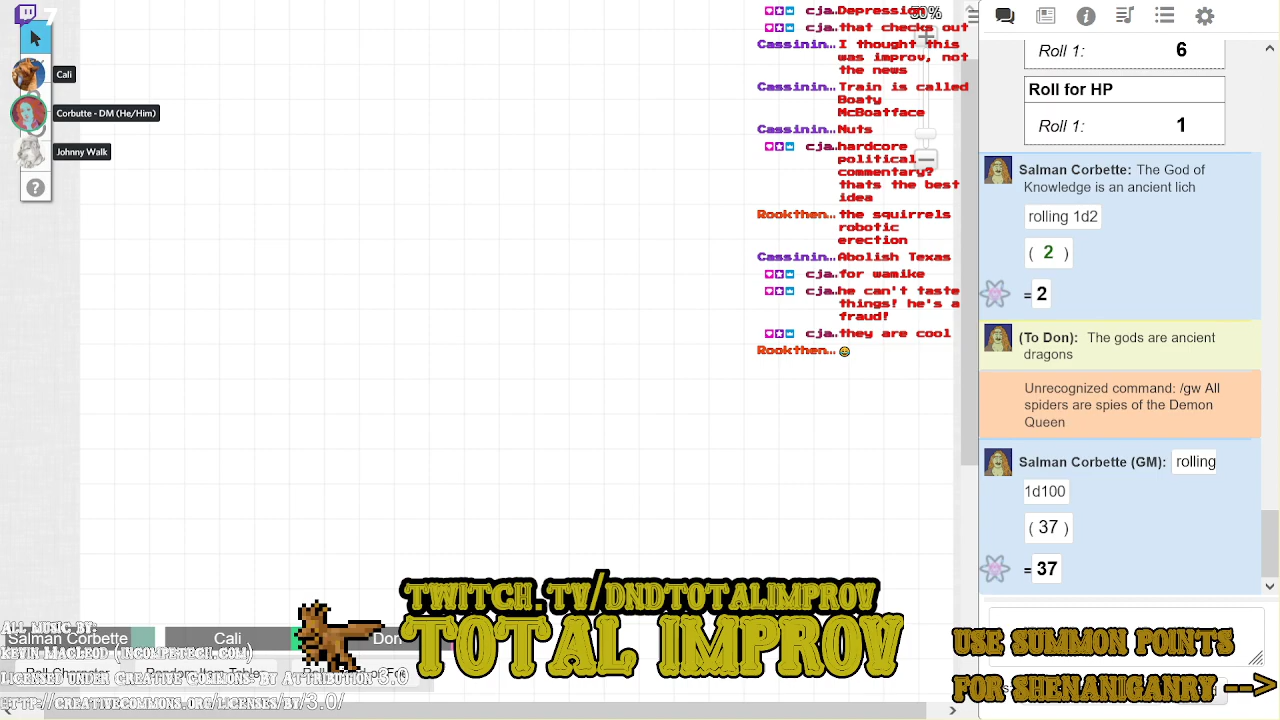 7
Cali
Corbutte - DM (He/Him)
Johnny Walk
cja..Depression
cja..that checks out
Cassinin…I thought this
was improv, not
the news
Cassinin…Train is called
Boaty
McBoatface
Cassinin…Nuts
cja..hardcore
political
commentary?
thats the best
idea
Rookthen…the squirrels
robotic
erection
Cassinin…Abolish Texas
cja..for wamike
cja..he can't taste
things! he's a
fraud!
cja..they are cool
Rookthen…
Roll 1: 6
Roll for HP
Roll 1: 1
Salman Corbette: The God of
Knowledge is an ancient lich
rolling 1d2
( 2 )
= 2
(To Don): The gods are ancient
dragons
Unrecognized command: /gw All
spiders are spies of the Demon
Queen
Salman Corbette (GM): rolling
1d100
( 37 )
= 37
TWITCH.TV/DNDTOTALIMPROV
TOTAL IMPROV
USE SUMMON POINTS
FOR SHENANIGANRY -->
ALL MUSIC BY:
Salman Corbette
Cali
Don
KEVIN MACLEOD (INCOMPETECH.COM)
LICENSED UNDER CREATIVE COMMONS BY ATTRIBUTION 3.0
HTTP://CREATIVECOMMONS.ORG/LICENSES/BY/3.0/